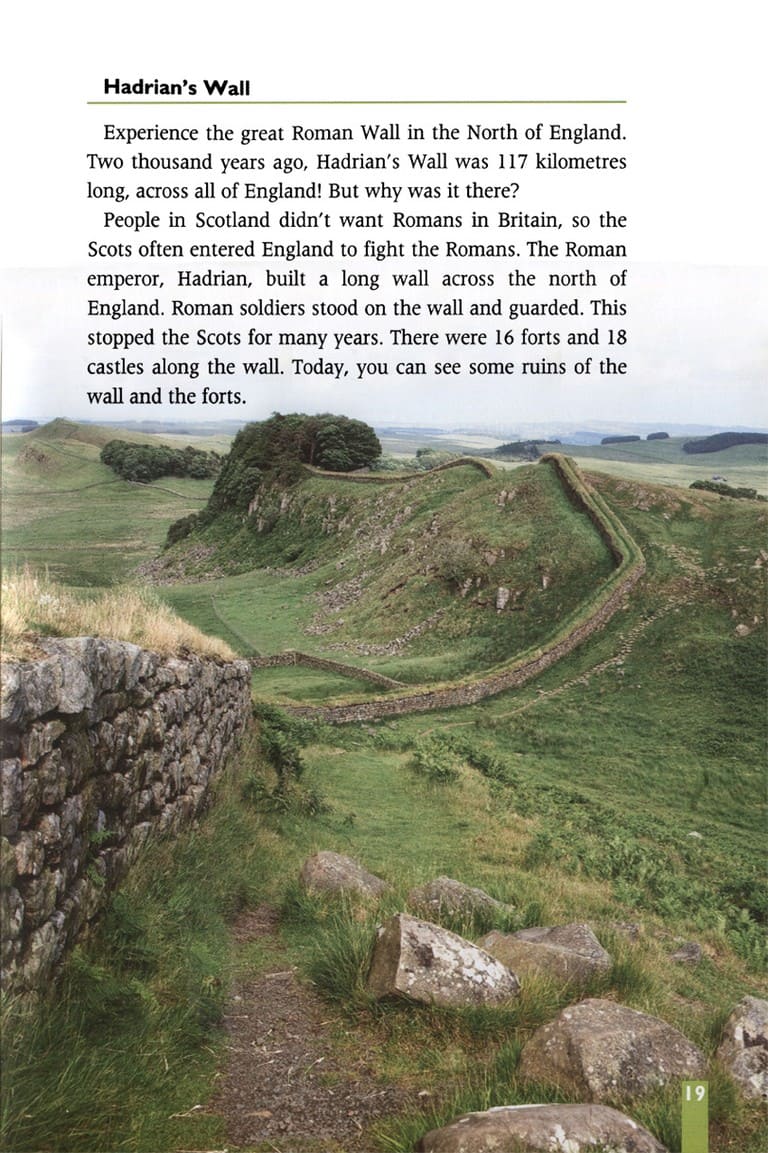 Hadrian's Wall
Experience the great Roman Wall in the North of England.
Two thousand years ago, Hadrian's Wall was 117 kilometres
long, across all of England! But why was it there?
People in Scotland didn't want Romans in Britain, so the
Scots often entered England to fight the Romans. The Roman
emperor, Hadrian, built a long wall across the north of
England. Roman soldiers stood on the wall and guarded. This
stopped the Scots for many years. There were 16 forts and 18
castles along the wall. Today, you can see some ruins of the
wall and the forts.
19